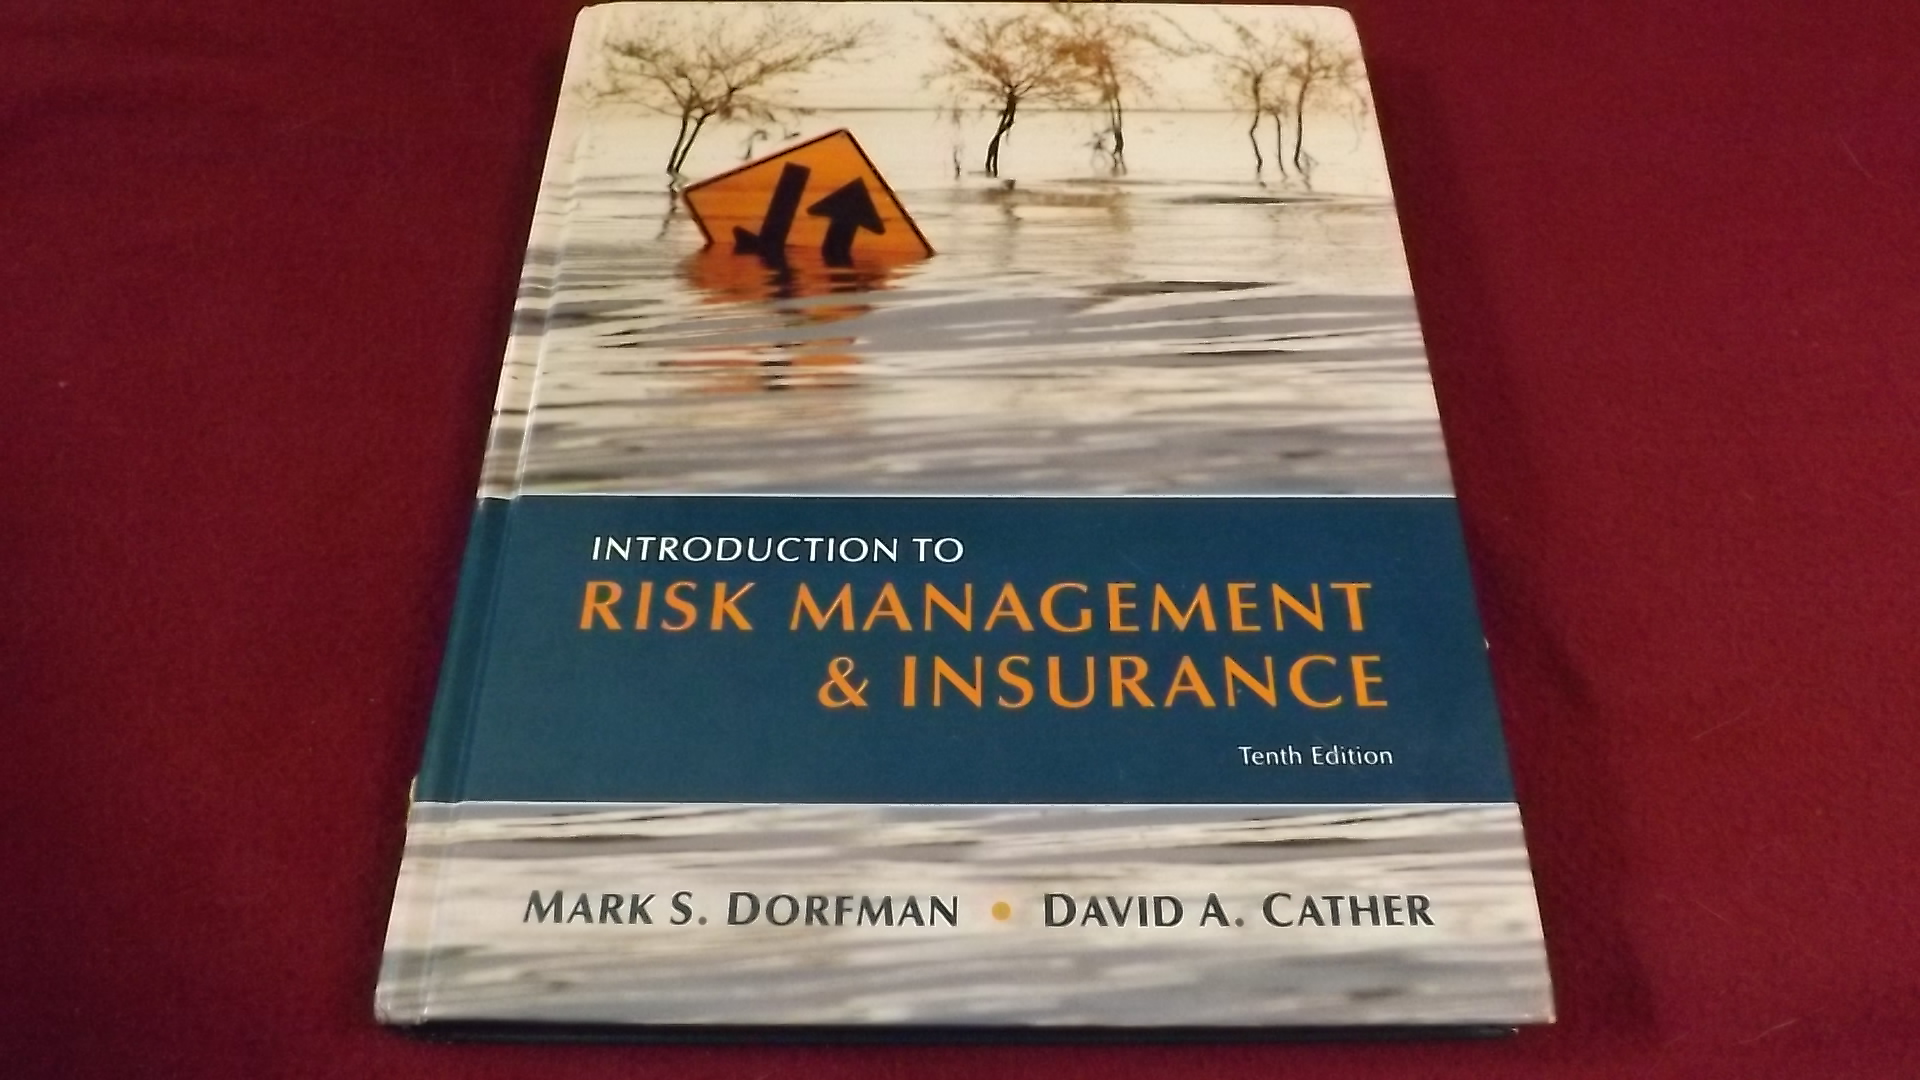 INTRODUCTION TO
RISK MANAGEMENT
& INSURANCE
Tenth Edition
MARK S. DORFMAN • DAVID A. CATHER